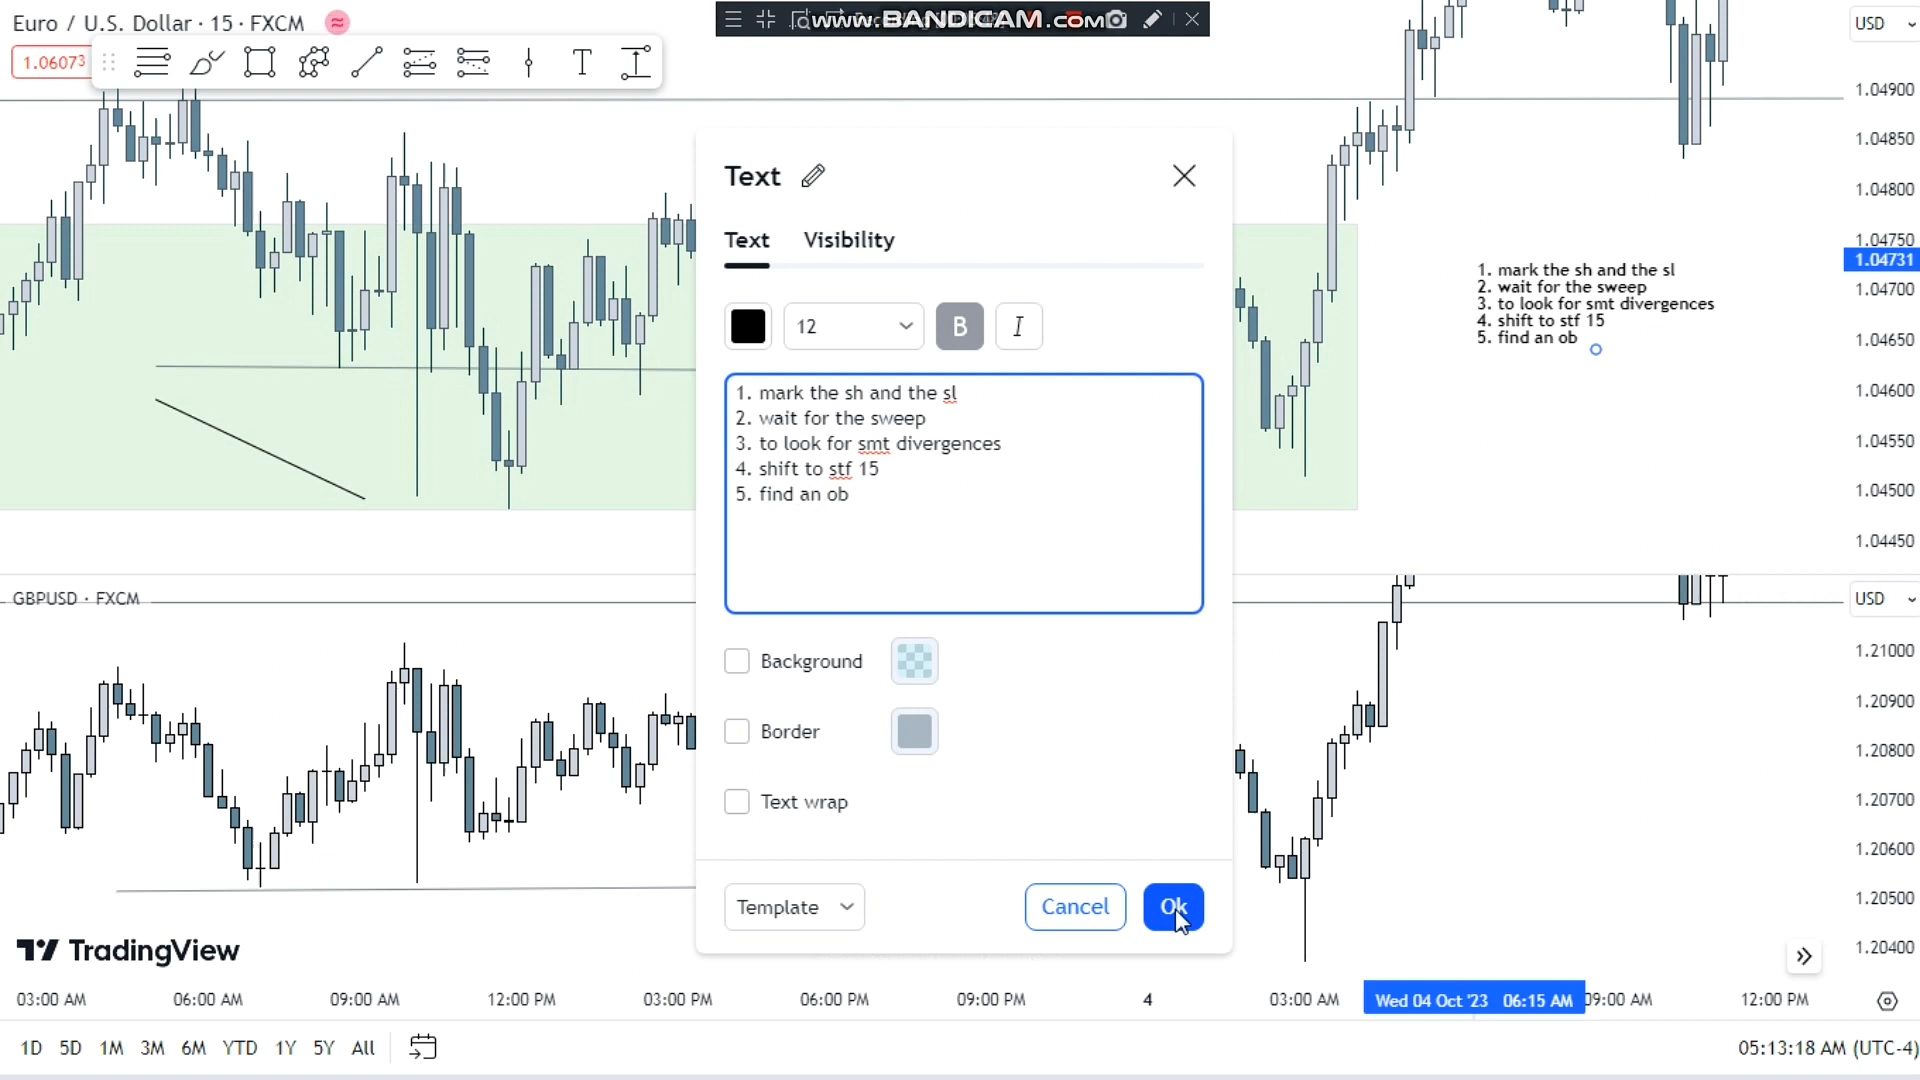 Euro / U.S. Dollar · 15 · FXCM
www.BANDICAM.com
USD
1.06073
T
1.04900
1.04850
1.04800
1.04750
1.04731
1.04700
1.04650
1.04600
1.04550
1.04500
1.04450
Text
Text
Visibility
12
B
I
1. mark the sh and the sl
2. wait for the sweep
3. to look for smt divergences
4. shift to stf 15
5. find an ob
1. mark the sh and the sl
2. wait for the sweep
3. to look for smt divergences
4. shift to stf 15
5. find an ob
Background
Border
Text wrap
Template
Cancel
Ok
GBPUSD · FXCM
USD
1.21000
1.20900
1.20800
1.20700
1.20600
1.20500
1.20400
TradingView
03:00 AM 06:00 AM 09:00 AM 12:00 PM 03:00 PM 06:00 PM 09:00 PM 4 03:00 AM Wed 04 Oct '23 06:15 AM 09:00 AM 12:00 PM
1D 5D 1M 3M 6M YTD 1Y 5Y All
05:13:18 AM (UTC-4)